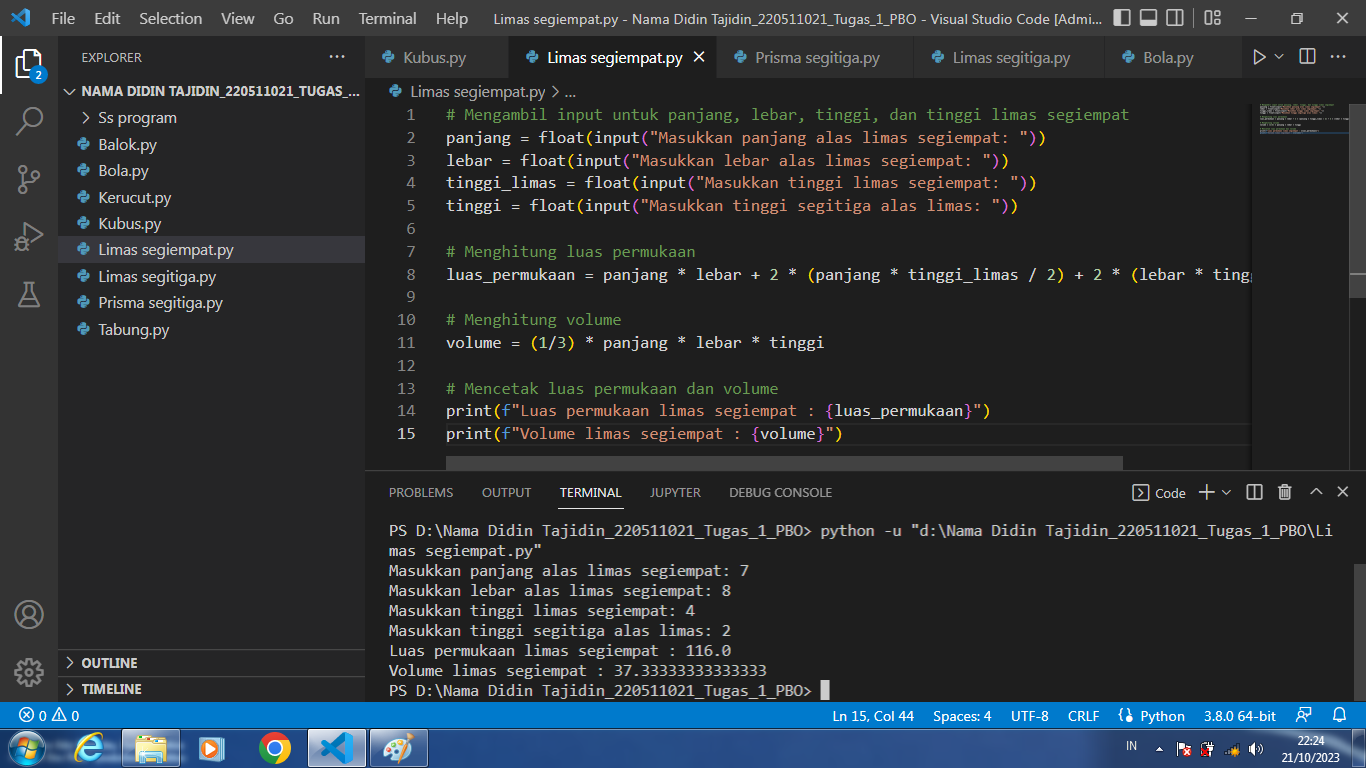 File Edit Selection View Go Run Terminal Help Limas segiempat.py - Nama Didin Tajidin_220511021_Tugas_1_PBO - Visual Studio Code [Admi...
EXPLORER ...
2
NAMA DIDIN TAJIDIN_220511021_TUGAS_...
Ss program
Balok.py
Bola.py
Kerucut.py
Kubus.py
Limas segiempat.py
Limas segitiga.py
Prisma segitiga.py
Tabung.py
OUTLINE
TIMELINE
Kubus.py Limas segiempat.py Prisma segitiga.py Limas segitiga.py Bola.py ...
Limas segiempat.py > ...
1 # Mengambil input untuk panjang, lebar, tinggi, dan tinggi limas segiempat
2 panjang = float(input("Masukkan panjang alas limas segiempat: "))
3 lebar = float(input("Masukkan lebar alas limas segiempat: "))
4 tinggi_limas = float(input("Masukkan tinggi limas segiempat: "))
5 tinggi = float(input("Masukkan tinggi segitiga alas limas: "))
6
7 # Menghitung luas permukaan
8 luas_permukaan = panjang * lebar + 2 * (panjang * tinggi_limas / 2) + 2 * (lebar * ting
9
10 # Menghitung volume
11 volume = (1/3) * panjang * lebar * tinggi
12
13 # Mencetak luas permukaan dan volume
14 print(f"Luas permukaan limas segiempat : {luas_permukaan}")
15 print(f"Volume limas segiempat : {volume}")
PROBLEMS OUTPUT TERMINAL JUPYTER DEBUG CONSOLE Code
PS D:\Nama Didin Tajidin_220511021_Tugas_1_PBO> python -u "d:\Nama Didin Tajidin_220511021_Tugas_1_PBO\Li
mas segiempat.py"
Masukkan panjang alas limas segiempat: 7
Masukkan lebar alas limas segiempat: 8
Masukkan tinggi limas segiempat: 4
Masukkan tinggi segitiga alas limas: 2
Luas permukaan limas segiempat : 116.0
Volume limas segiempat : 37.33333333333333
PS D:\Nama Didin Tajidin_220511021_Tugas_1_PBO>
0 0 Ln 15, Col 44 Spaces: 4 UTF-8 CRLF Python 3.8.0 64-bit
IN 22:24
21/10/2023